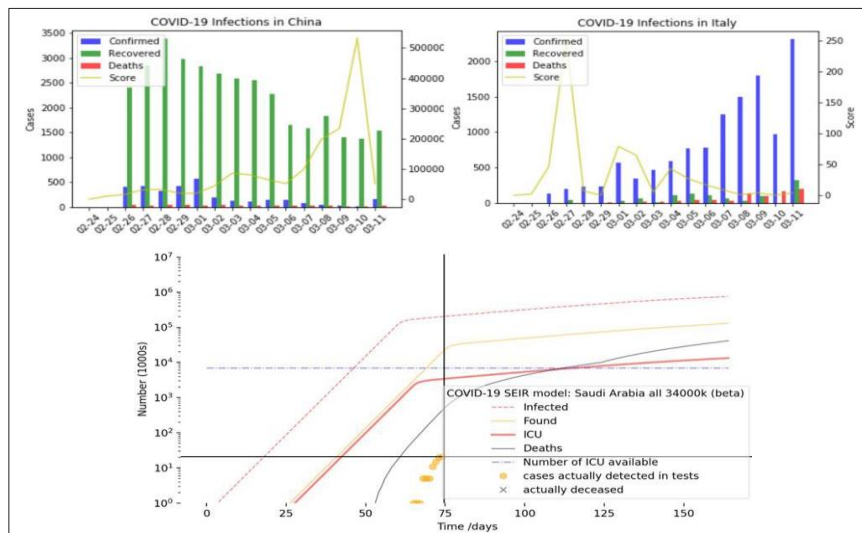 COVID-19 Infections in China
Confirmed
Recovered
Deaths
Score
Cases
3500
3000
2500
2000
1500
1000
500
0
500000
400000
300000
200000
100000
0
02-24
02-25
02-26
02-27
02-28
02-29
03-01
03-02
03-03
03-04
03-05
03-06
03-07
03-08
03-09
03-10
03-11
COVID-19 Infections in Italy
Confirmed
Recovered
Deaths
Score
Cases
2000
1500
1000
500
0
250
200
150
100
50
0
Score
02-24
02-25
02-26
02-27
02-28
02-29
03-01
03-02
03-03
03-04
03-05
03-06
03-07
03-08
03-09
03-10
03-11
Number (1000s)
10⁷
10⁶
10⁵
10⁴
10³
10²
10¹
10⁰
COVID-19 SEIR model: Saudi Arabia all 34000k (beta)
Infected
Found
ICU
Deaths
Number of ICU available
cases actually detected in tests
actually deceased
0 25 50 75 100 125 150
Time /days